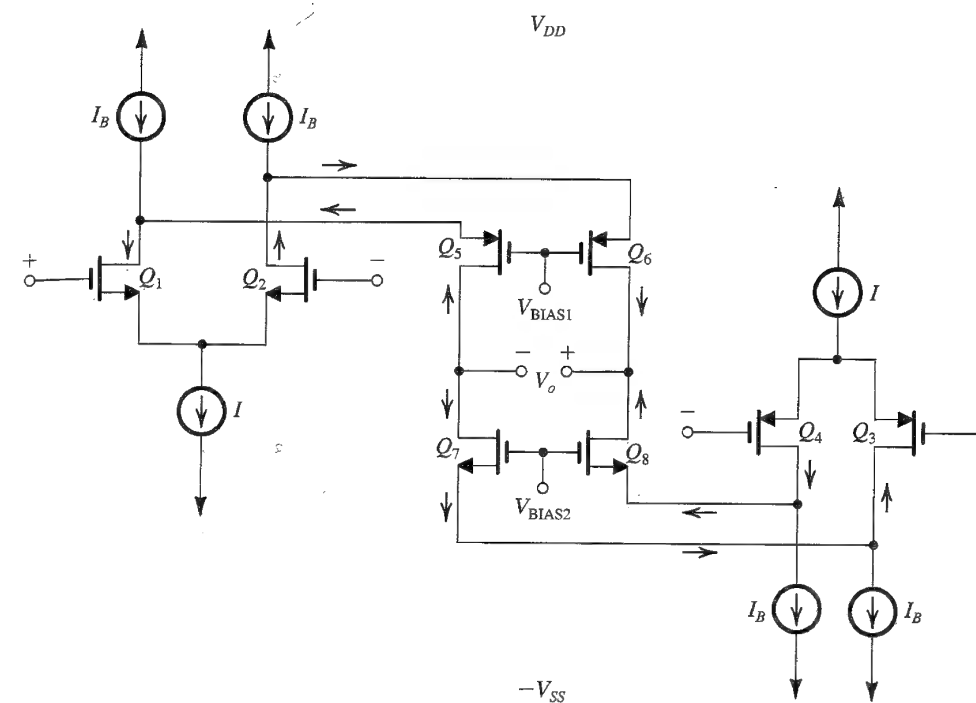 V_DD
I_B
I_B
+
Q_1
Q_2
−
Q_5
Q_6
V_BIAS1
I
I
− V_o +
−
Q_4
Q_3
Q_7
Q_8
V_BIAS2
I_B
I_B
−V_SS